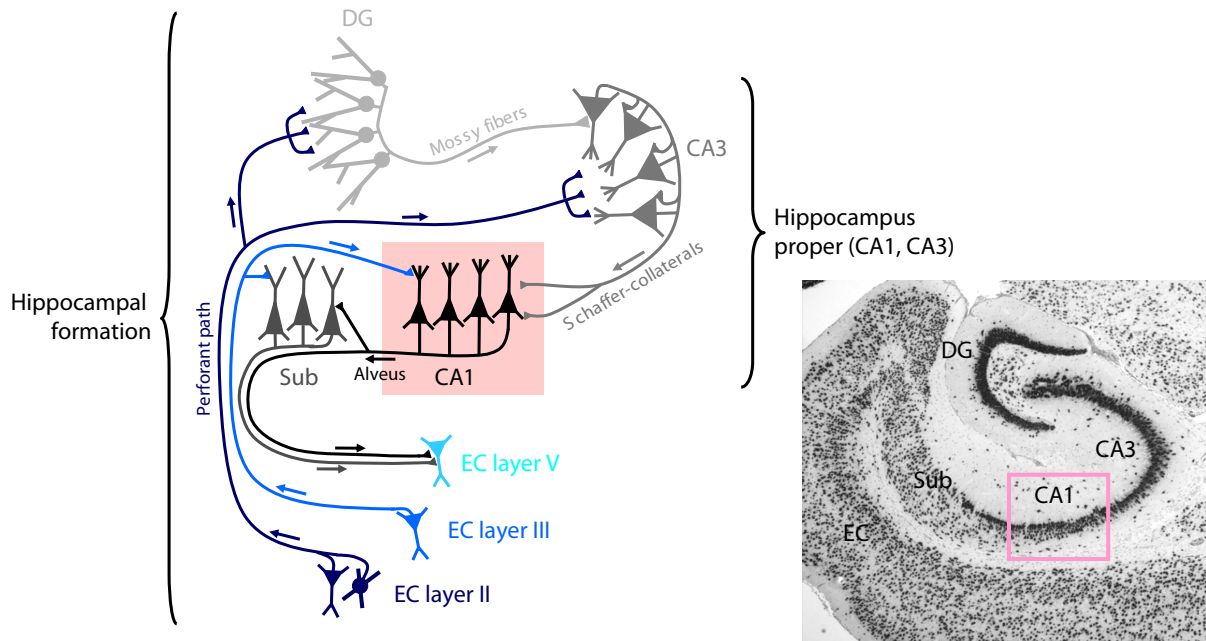 DG
Mossy fibers
CA3
Hippocampus
proper (CA1, CA3)
Schaffer-collaterals
Hippocampal
formation
Perforant path
Sub
Alveus
CA1
EC layer V
EC layer III
EC layer II
DG
CA3
CA1
Sub
EC